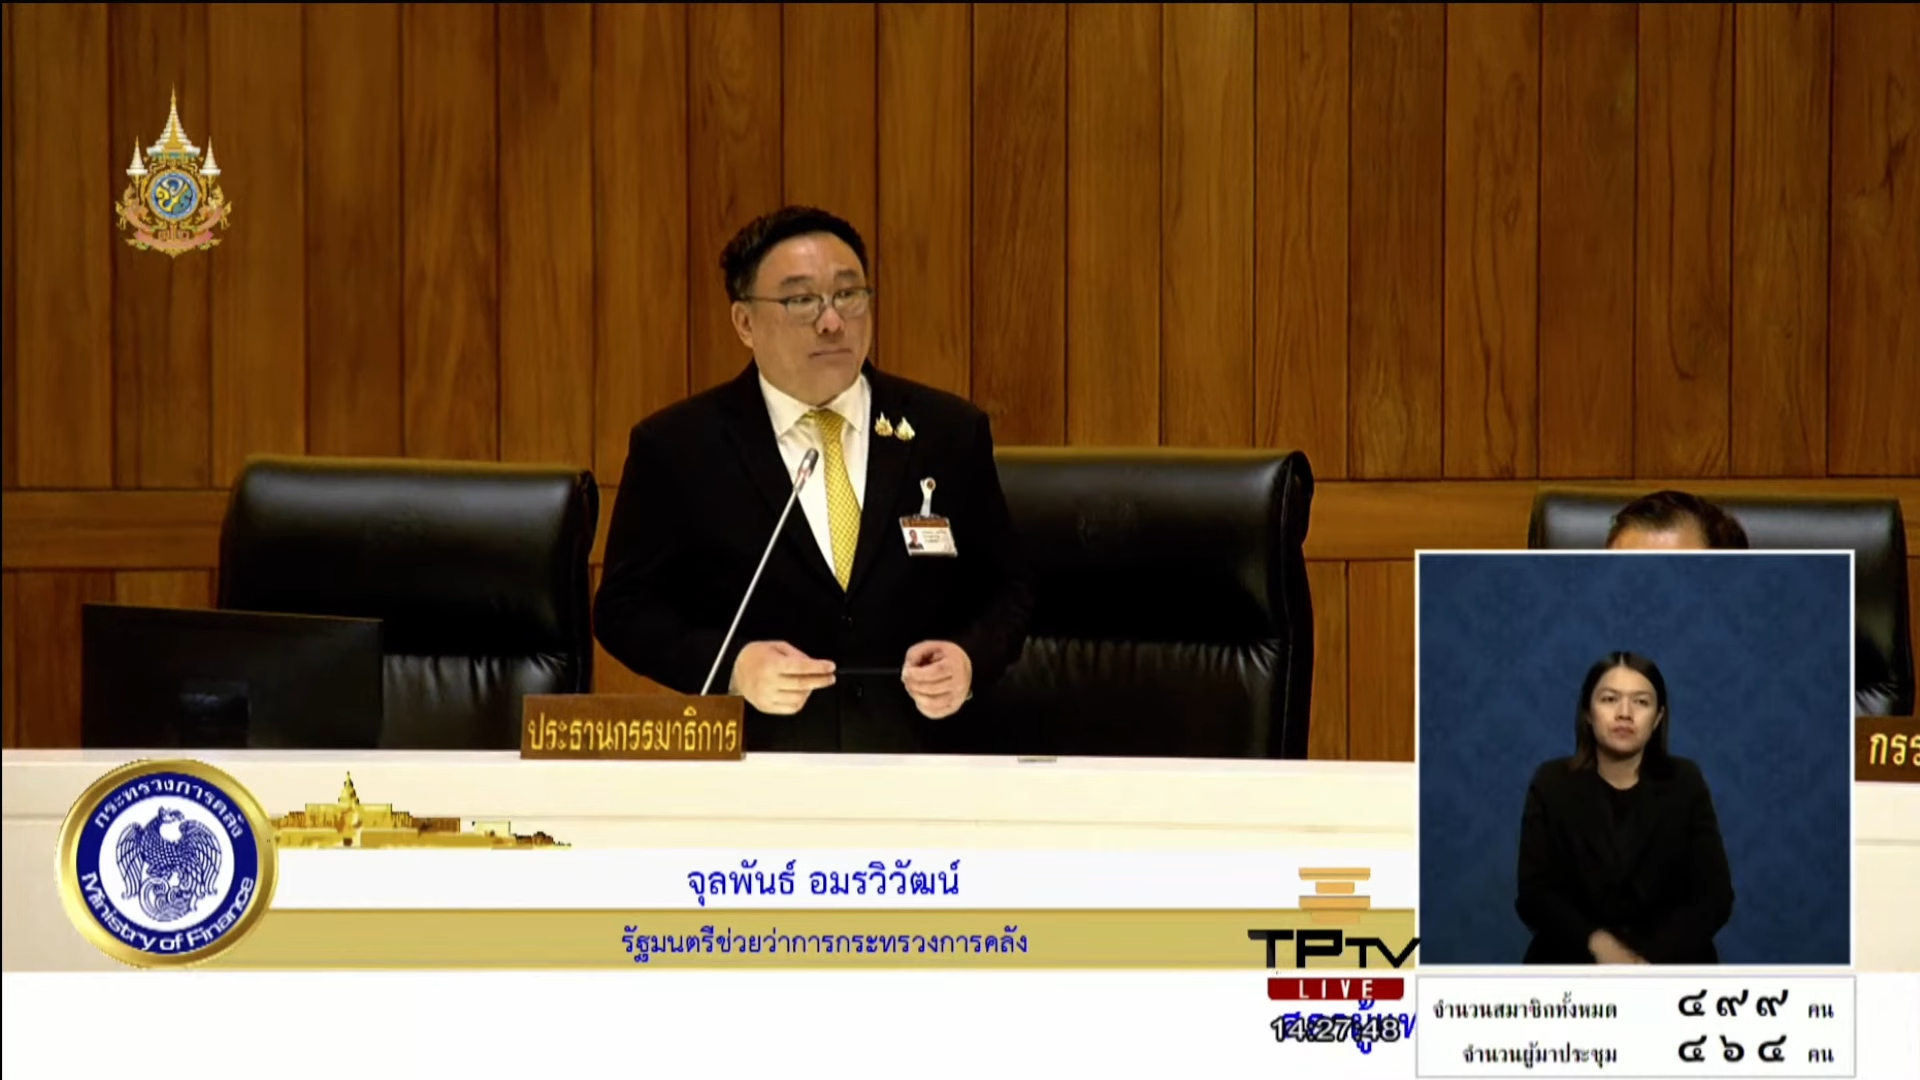 ประธานกรรมาธิการ
กรร
กระทรวงการคลัง
Ministry of Finance
จุลพันธ์ อมรวิวัฒน์
รัฐมนตรีช่วยว่าการกระทรวงการคลัง
TPTV
LIVE
14:27:48
จำนวนสมาชิกทั้งหมด ๔๙๙ คน
จำนวนผู้มาประชุม ๔๖๔ คน